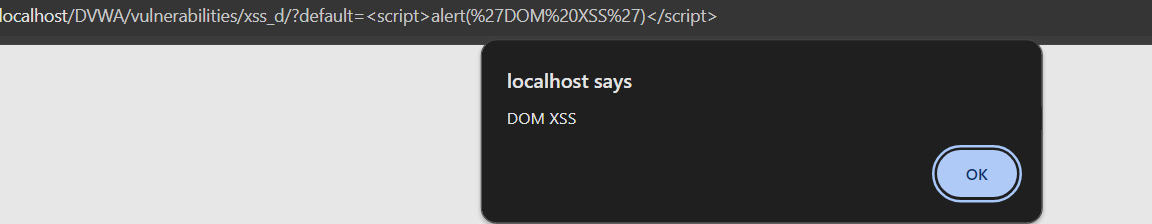 localhost/DVWA/vulnerabilities/xss_d/?default=<script>alert(%27DOM%20XSS%27)</script>
localhost says
DOM XSS
OK